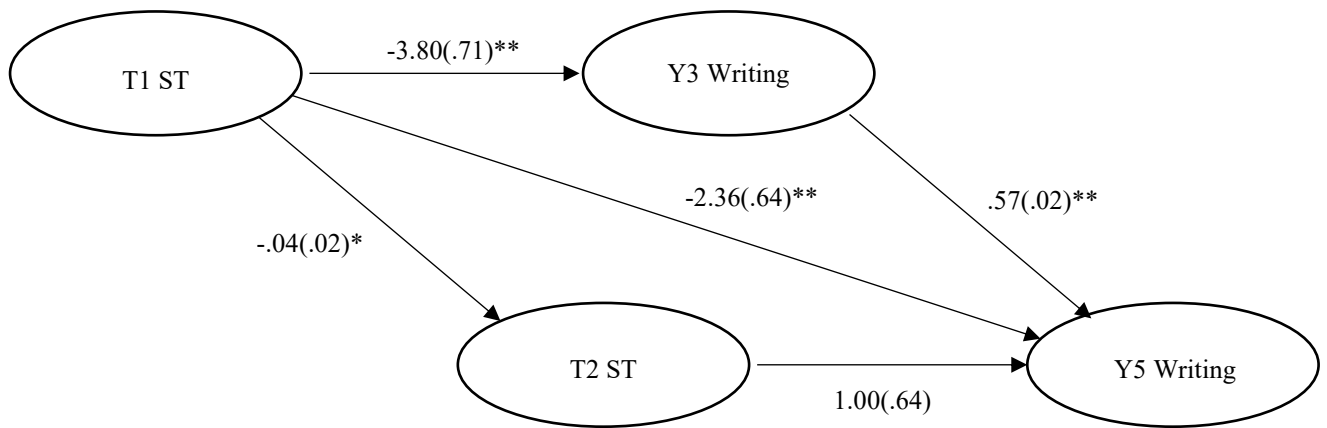 -3.80(.71)**
T1 ST
Y3 Writing
-2.36(.64)**
.57(.02)**
-.04(.02)*
T2 ST
Y5 Writing
1.00(.64)